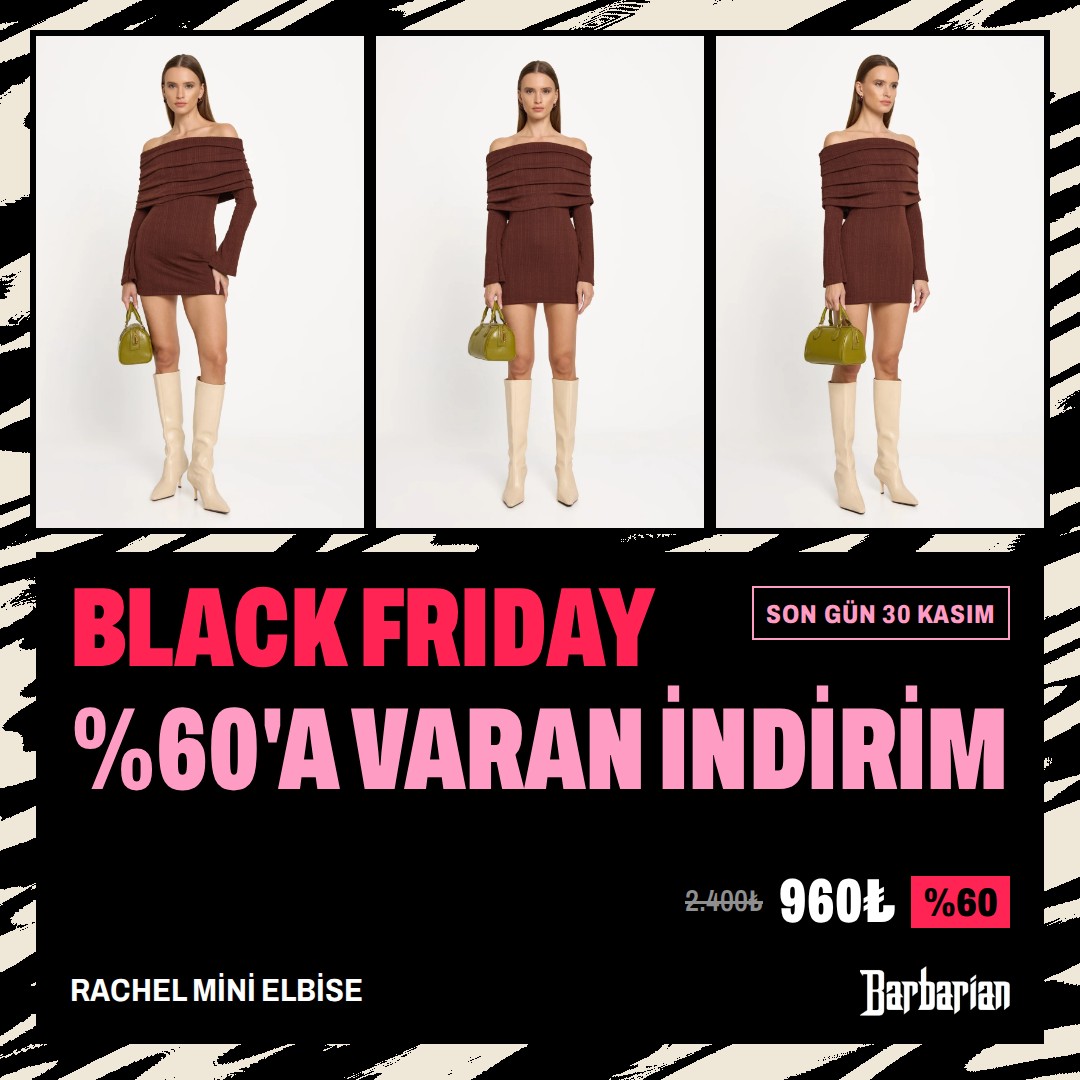 BLACK FRIDAY
SON GÜN 30 KASIM
%60'A VARAN İNDİRİM
2.400₺ 960₺ %60
RACHEL MİNİ ELBİSE
Barbarian